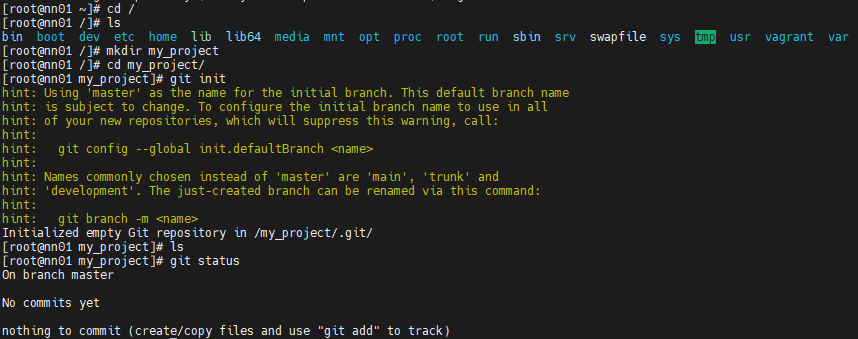 [root@nn01 ~]# cd /
[root@nn01 /]# ls
bin boot dev etc home lib lib64 media mnt opt proc root run sbin srv swapfile sys tmp usr vagrant var
[root@nn01 /]# mkdir my_project
[root@nn01 /]# cd my_project/
[root@nn01 my_project]# git init
hint: Using 'master' as the name for the initial branch. This default branch name
hint: is subject to change. To configure the initial branch name to use in all
hint: of your new repositories, which will suppress this warning, call:
hint:
hint:   git config --global init.defaultBranch <name>
hint:
hint: Names commonly chosen instead of 'master' are 'main', 'trunk' and
hint: 'development'. The just-created branch can be renamed via this command:
hint:
hint:   git branch -m <name>
Initialized empty Git repository in /my_project/.git/
[root@nn01 my_project]# ls
[root@nn01 my_project]# git status
On branch master

No commits yet

nothing to commit (create/copy files and use "git add" to track)